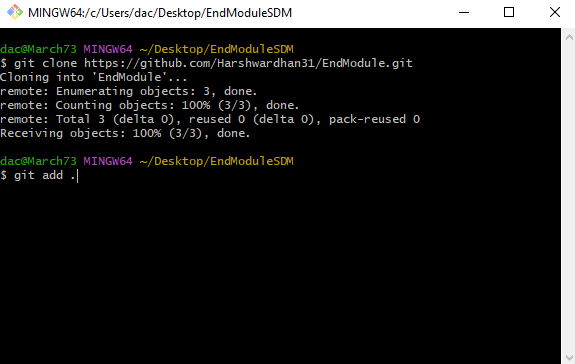 MINGW64:/c/Users/dac/Desktop/EndModuleSDM
dac@March73 MINGW64 ~/Desktop/EndModuleSDM
$ git clone https://github.com/Harshwardhan31/EndModule.git
Cloning into 'EndModule'...
remote: Enumerating objects: 3, done.
remote: Counting objects: 100% (3/3), done.
remote: Total 3 (delta 0), reused 0 (delta 0), pack-reused 0
Receiving objects: 100% (3/3), done.
dac@March73 MINGW64 ~/Desktop/EndModuleSDM
$ git add .